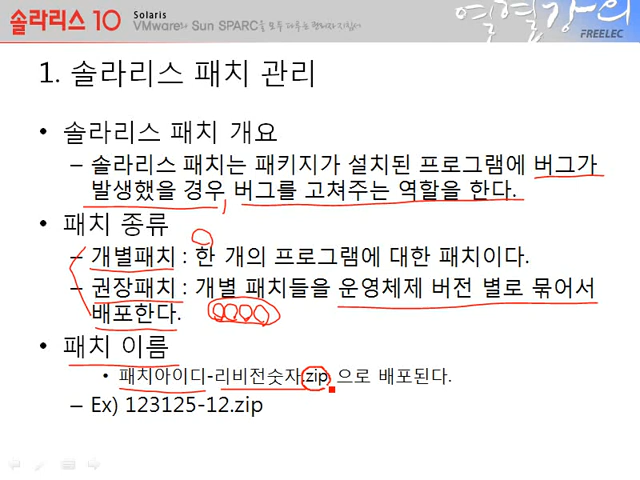 솔라리스 10 Solaris
VMware와 Sun SPARC을 모두 다루는 관리자 지침서
열혈강의
FREELEC
1. 솔라리스 패치 관리
• 솔라리스 패치 개요
– 솔라리스 패치는 패키지가 설치된 프로그램에 버그가
발생했을 경우, 버그를 고쳐주는 역할을 한다.
• 패치 종류
– 개별패치 : 한 개의 프로그램에 대한 패치이다.
– 권장패치 : 개별 패치들을 운영체제 버전 별로 묶어서
배포한다.
• 패치 이름
• 패치아이디-리비전숫자.zip 으로 배포된다.
– Ex) 123125-12.zip